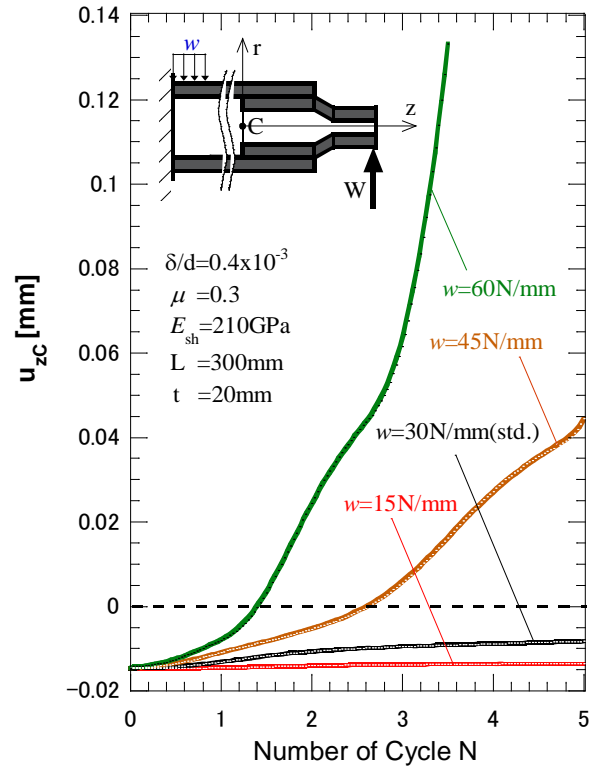 0.14
0.12
0.1
0.08
0.06
0.04
0.02
0
−0.02
u_zC [mm]
w
r
z
C
W
δ/d=0.4x10⁻³
μ =0.3
E_sh=210GPa
L =300mm
t =20mm
w=60N/mm
w=45N/mm
w=30N/mm(std.)
w=15N/mm
0 1 2 3 4 5
Number of Cycle N